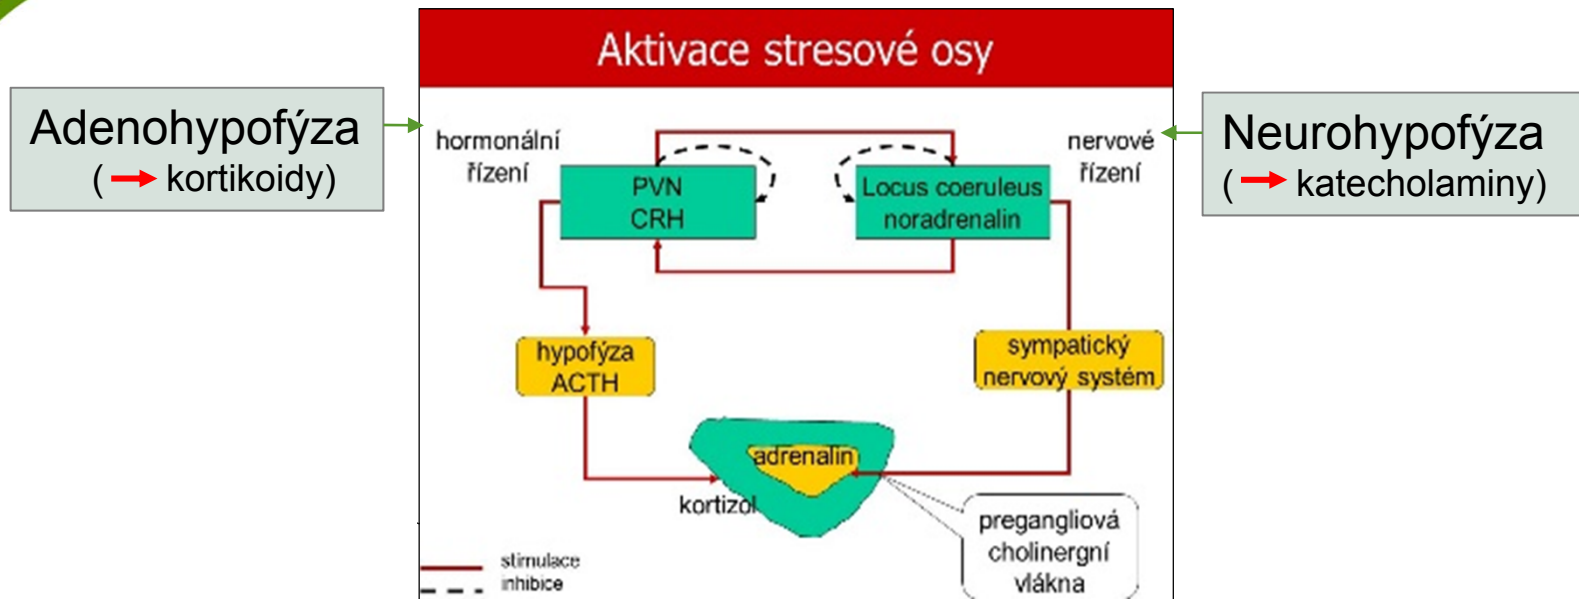 Aktivace stresové osy
Adenohypofýza
( kortikoidy)
hormonální
řízení
PVN
CRH
Locus coeruleus
noradrenalin
nervové
řízení
Neurohypofýza
( katecholaminy)
hypofýza
ACTH
sympatický
nervový systém
adrenalin
kortizol
pregangliová
cholinergní
vlákna
stimulace
inhibice